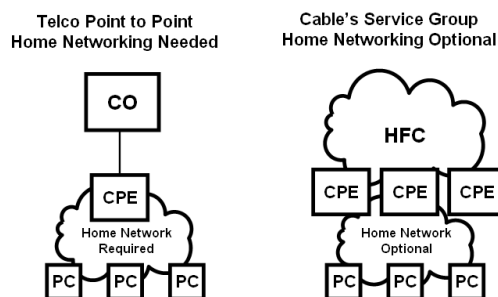 Telco Point to Point
Home Networking Needed
CO
CPE
Home Network
Required
PC PC PC
Cable's Service Group
Home Networking Optional
HFC
CPE CPE CPE
Home Network
Optional
PC PC PC